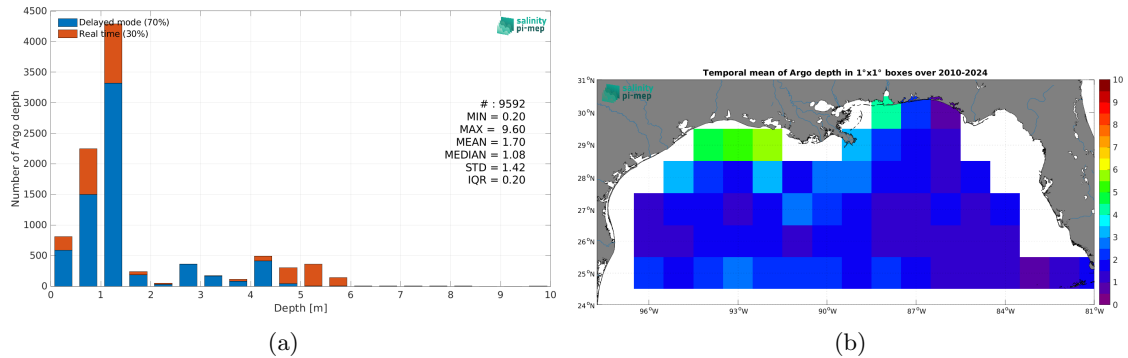 4500
4000
3500
3000
2500
2000
1500
1000
500
0
Number of Argo depth
Delayed mode (70%)
Real time (30%)
salinity
pi-mep
# : 9592
MIN = 0.20
MAX = 9.60
MEAN = 1.70
MEDIAN = 1.08
STD = 1.42
IQR = 0.20
0 1 2 3 4 5 6 7 8 9 10
Depth [m]
(a)
Temporal mean of Argo depth in 1°x1° boxes over 2010-2024
salinity
pi-mep
31°N
30°N
29°N
28°N
27°N
26°N
25°N
24°N
96°W 93°W 90°W 87°W 84°W 81°W
10
9
8
7
6
5
4
3
2
1
0
(b)